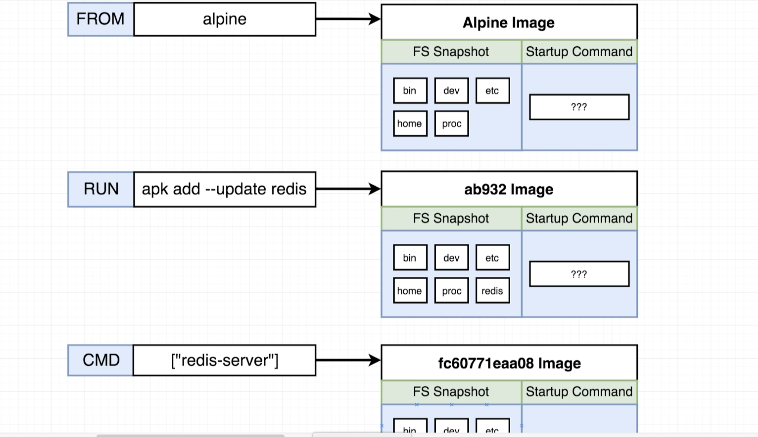 FROM alpine Alpine Image
FS Snapshot Startup Command
bin dev etc
???
home proc
RUN apk add --update redis ab932 Image
FS Snapshot Startup Command
bin dev etc
???
home proc redis
CMD ["redis-server"] fc60771eaa08 Image
FS Snapshot Startup Command
bin dev etc